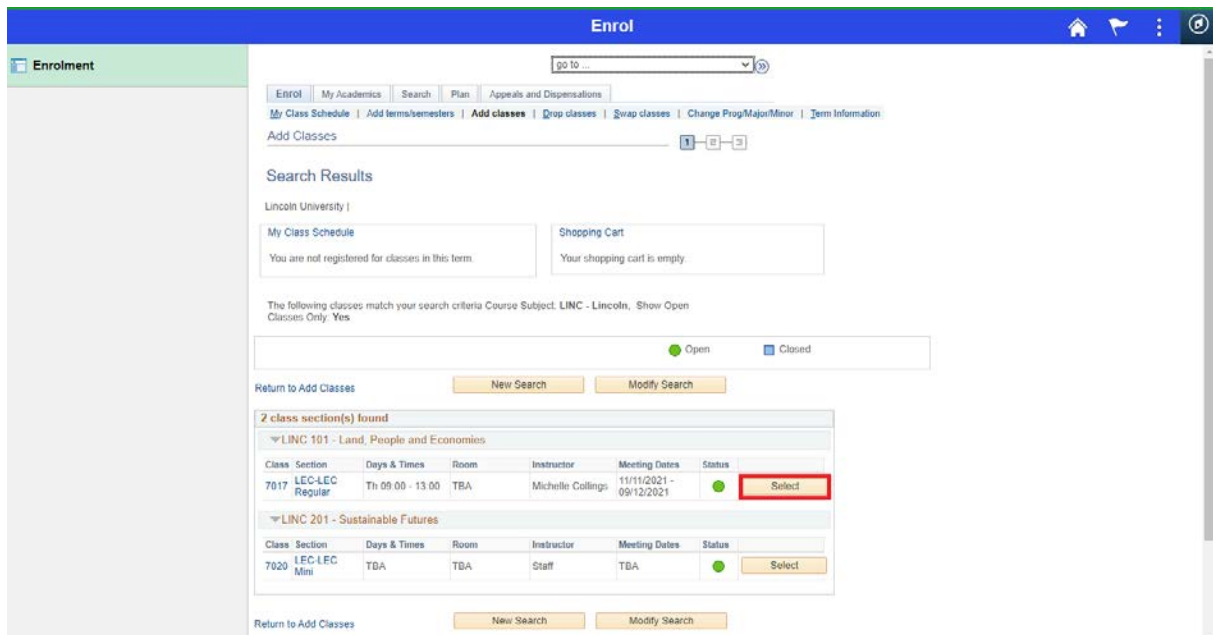 Enrol
Enrolment
go to ...
Enrol My Academics Search Plan Appeals and Dispensations
My Class Schedule | Add terms/semesters | Add classes | Drop classes | Swap classes | Change Prog/Major/Minor | Term Information
Add Classes
1 2 3
Search Results
Lincoln University |
My Class Schedule Shopping Cart
You are not registered for classes in this term. Your shopping cart is empty.
The following classes match your search criteria Course Subject: LINC - Lincoln, Show Open
Classes Only: Yes
Open Closed
Return to Add Classes New Search Modify Search
2 class section(s) found
LINC 101 - Land, People and Economies
Class Section Days & Times Room Instructor Meeting Dates Status
7017 LEC-LEC Regular Th 09:00 - 13:00 TBA Michelle Collings 11/11/2021 - 09/12/2021 Select
LINC 201 - Sustainable Futures
Class Section Days & Times Room Instructor Meeting Dates Status
7020 LEC-LEC Mini TBA TBA Staff TBA Select
Return to Add Classes New Search Modify Search